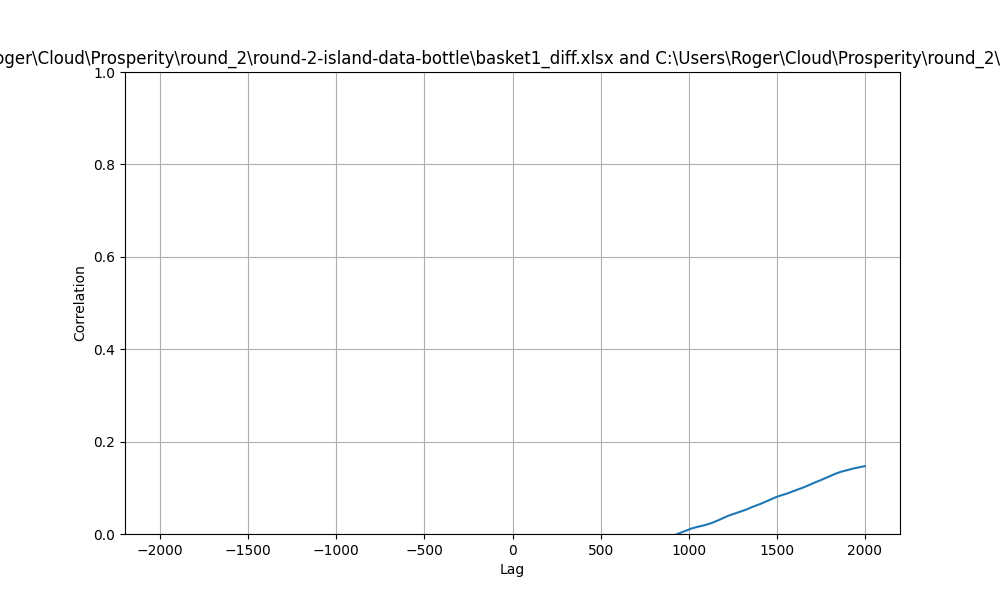 oger\Cloud\Prosperity\round_2\round-2-island-data-bottle\basket1_diff.xlsx and C:\Users\Roger\Cloud\Prosperity\round_2\
1.0
0.8
0.6
0.4
0.2
0.0
Correlation
−2000 −1500 −1000 −500 0 500 1000 1500 2000
Lag